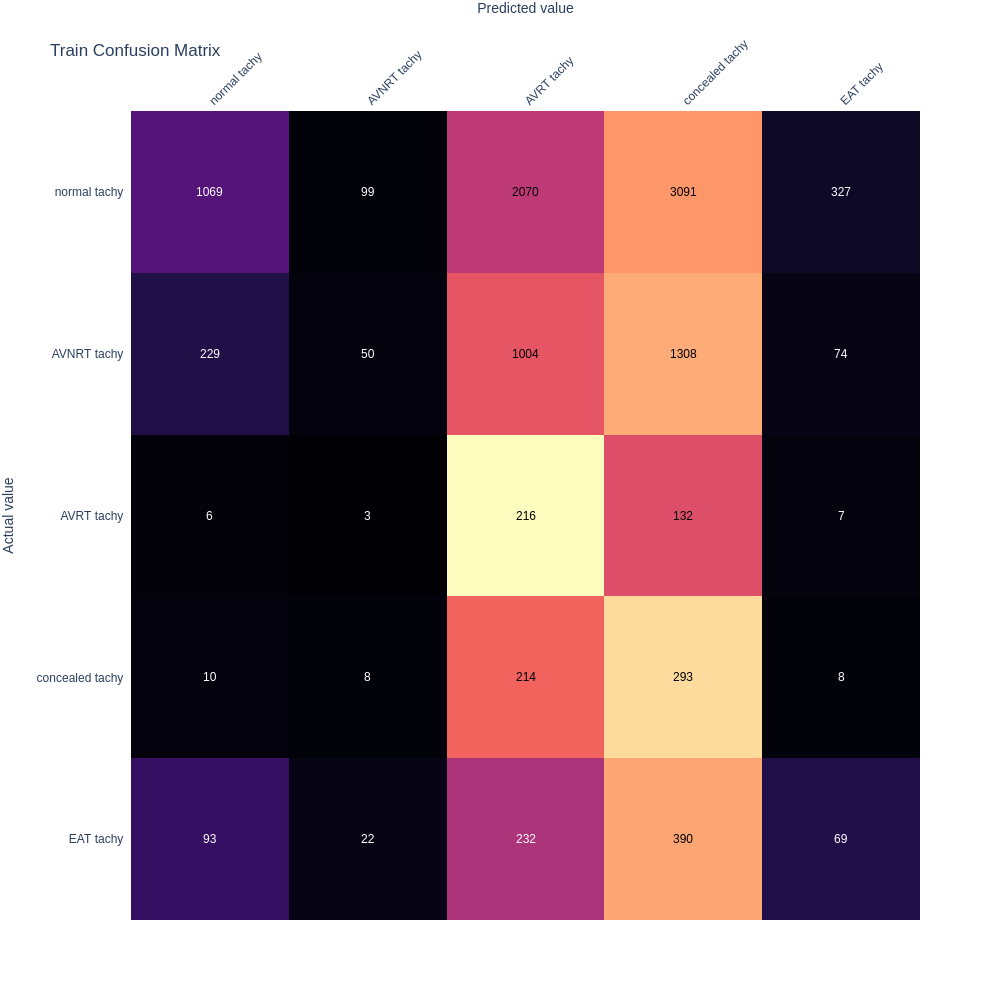 Predicted value
Train Confusion Matrix
normal tachy
AVNRT tachy
AVRT tachy
concealed tachy
EAT tachy
normal tachy 1069 99 2070 3091 327
AVNRT tachy 229 50 1004 1308 74
Actual value
AVRT tachy 6 3 216 132 7
concealed tachy 10 8 214 293 8
EAT tachy 93 22 232 390 69